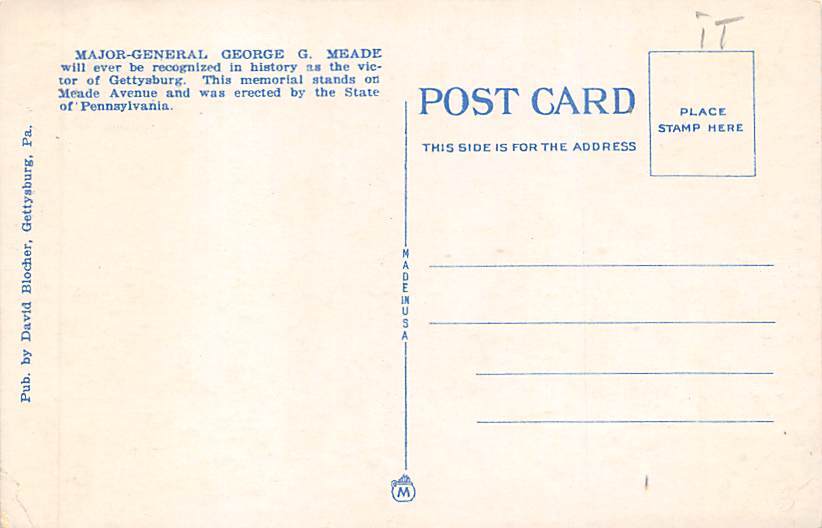 MAJOR-GENERAL GEORGE G. MEADE
will ever be recognized in history as the vic-
tor of Gettysburg. This memorial stands on
Meade Avenue and was erected by the State
of Pennsylvania.
Pub. by David Blocher, Gettysburg, Pa.
TT
POST CARD
THIS SIDE IS FOR THE ADDRESS
PLACE
STAMP HERE
MADE IN USA
M